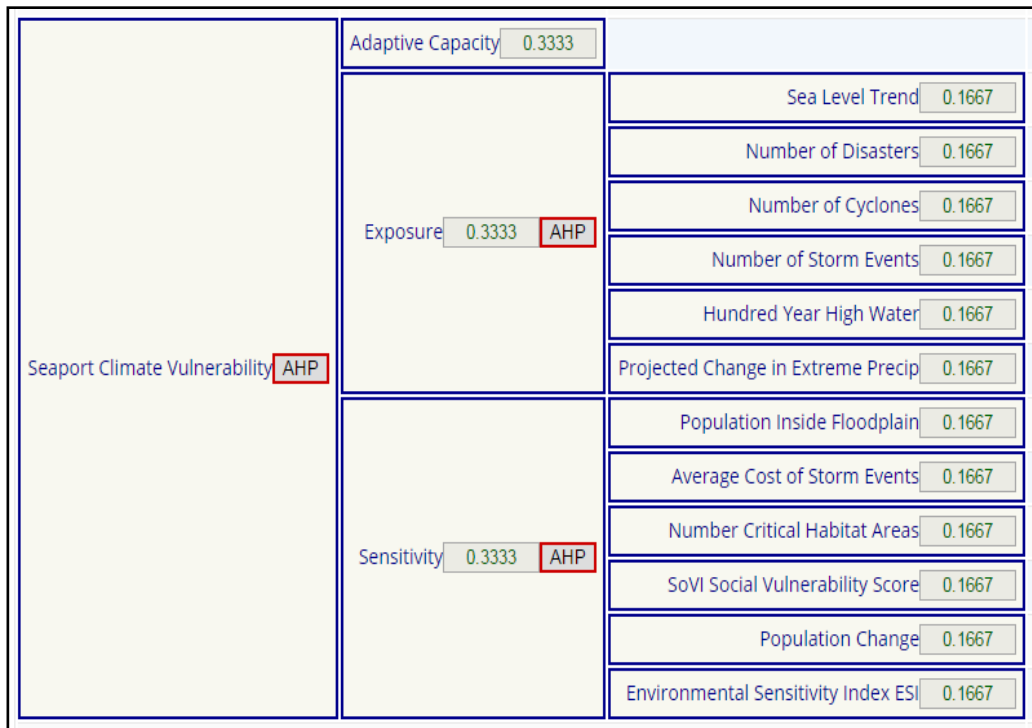 Adaptive Capacity 0.3333
Sea Level Trend 0.1667
Number of Disasters 0.1667
Number of Cyclones 0.1667
Exposure 0.3333 AHP
Number of Storm Events 0.1667
Hundred Year High Water 0.1667
Seaport Climate Vulnerability AHP
Projected Change in Extreme Precip 0.1667
Population Inside Floodplain 0.1667
Average Cost of Storm Events 0.1667
Number Critical Habitat Areas 0.1667
Sensitivity 0.3333 AHP
SoVI Social Vulnerability Score 0.1667
Population Change 0.1667
Environmental Sensitivity Index ESI 0.1667